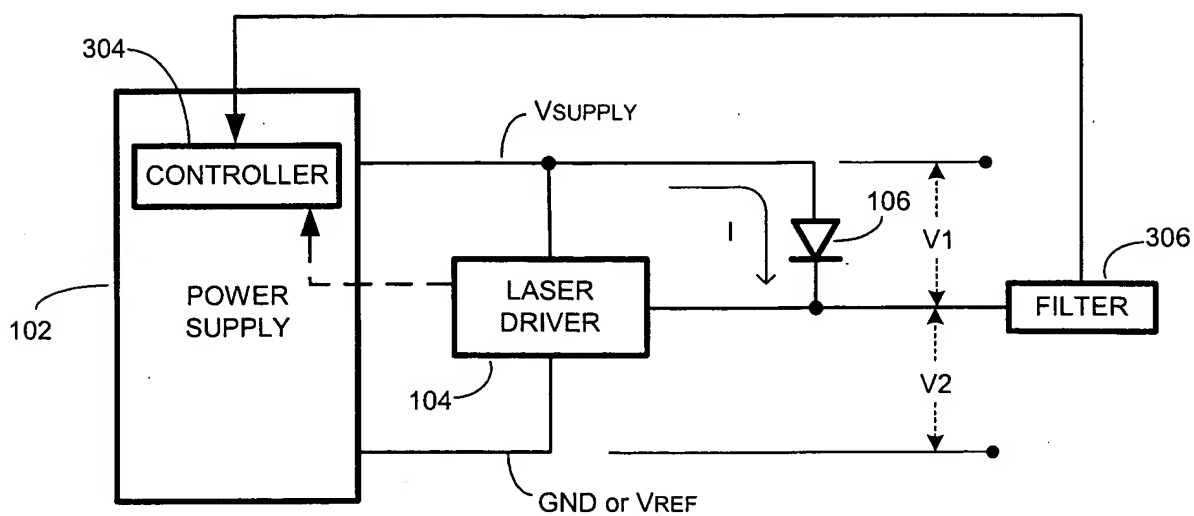 304
VSUPPLY
CONTROLLER
106
I
V1
306
LASER
DRIVER
FILTER
POWER
SUPPLY
102
104
V2
GND or VREF